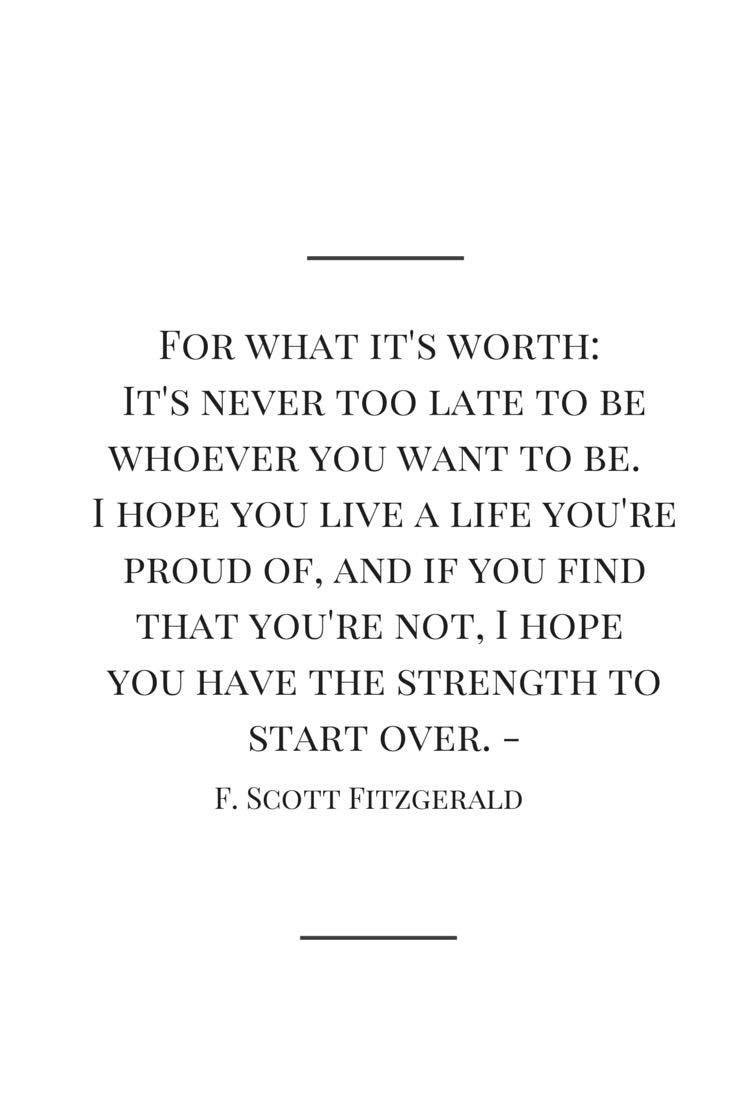 For what it's worth:
It's never too late to be
whoever you want to be.
I hope you live a life you're
proud of, and if you find
that you're not, I hope
you have the strength to
start over. -
F. Scott Fitzgerald